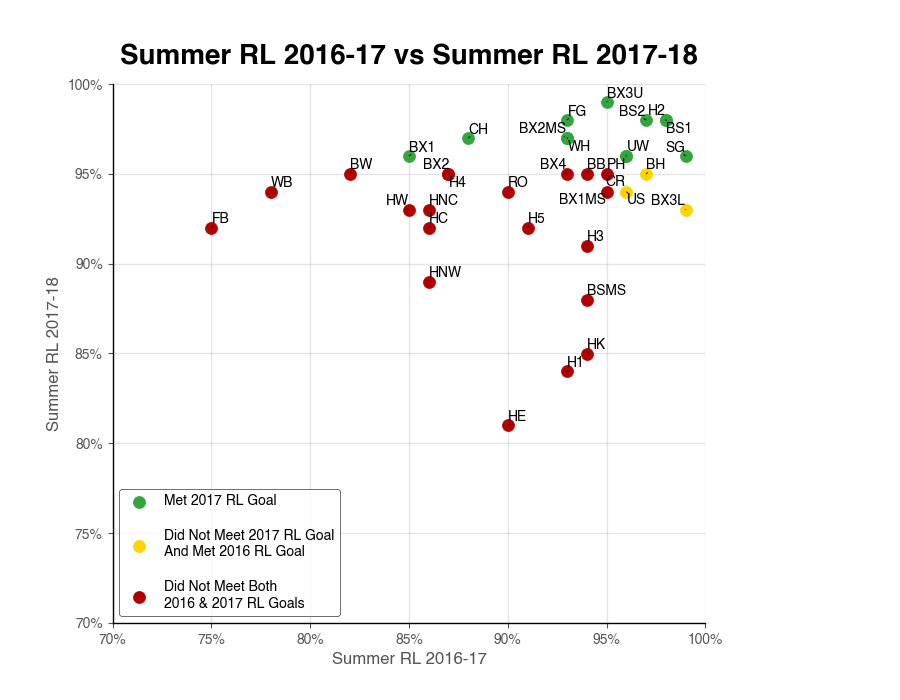 Summer RL 2016-17 vs Summer RL 2017-18
100%
95%
90%
85%
80%
75%
70%
Summer RL 2017-18
BX3U
FG
BS2
H2
BX2MS
BS1
CH
WH
UW
SG
BX1
BW
BX2
H4
BX4
BB
PH
BH
WB
RO
CR
BX1MS
US
BX3L
HW
HNC
FB
HC
H5
H3
HNW
BSMS
HK
H1
HE
Met 2017 RL Goal
Did Not Meet 2017 RL Goal
And Met 2016 RL Goal
Did Not Meet Both
2016 & 2017 RL Goals
70%
75%
80%
85%
90%
95%
100%
Summer RL 2016-17